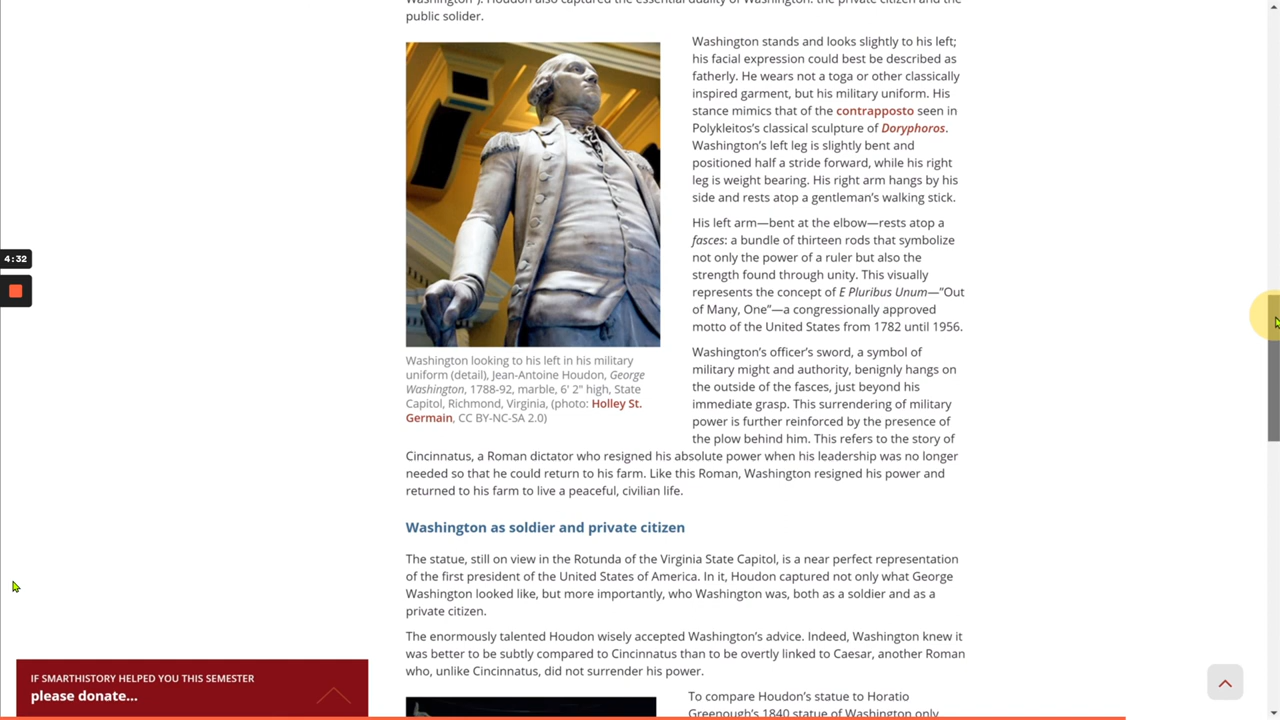 Washington"). Houdon also captured the essential duality of Washington: the private citizen and the
public solider.
Washington stands and looks slightly to his left;
his facial expression could best be described as
fatherly. He wears not a toga or other classically
inspired garment, but his military uniform. His
stance mimics that of the contrapposto seen in
Polykleitos's classical sculpture of Doryphoros.
Washington's left leg is slightly bent and
positioned half a stride forward, while his right
leg is weight bearing. His right arm hangs by his
side and rests atop a gentleman's walking stick.
His left arm—bent at the elbow—rests atop a
fasces: a bundle of thirteen rods that symbolize
not only the power of a ruler but also the
strength found through unity. This visually
represents the concept of E Pluribus Unum—"Out
of Many, One"—a congressionally approved
motto of the United States from 1782 until 1956.
Washington's officer's sword, a symbol of
military might and authority, benignly hangs on
the outside of the fasces, just beyond his
immediate grasp. This surrendering of military
power is further reinforced by the presence of
the plow behind him. This refers to the story of
Cincinnatus, a Roman dictator who resigned his absolute power when his leadership was no longer
needed so that he could return to his farm. Like this Roman, Washington resigned his power and
returned to his farm to live a peaceful, civilian life.
Washington looking to his left in his military
uniform (detail), Jean-Antoine Houdon, George
Washington, 1788-92, marble, 6' 2" high, State
Capitol, Richmond, Virginia, (photo: Holley St.
Germain, CC BY-NC-SA 2.0)
4:32
Washington as soldier and private citizen
The statue, still on view in the Rotunda of the Virginia State Capitol, is a near perfect representation
of the first president of the United States of America. In it, Houdon captured not only what George
Washington looked like, but more importantly, who Washington was, both as a soldier and as a
private citizen.
The enormously talented Houdon wisely accepted Washington's advice. Indeed, Washington knew it
was better to be subtly compared to Cincinnatus than to be overtly linked to Caesar, another Roman
who, unlike Cincinnatus, did not surrender his power.
To compare Houdon's statue to Horatio
Greenough's 1840 statue of Washington only
IF SMARTHISTORY HELPED YOU THIS SEMESTER
please donate...